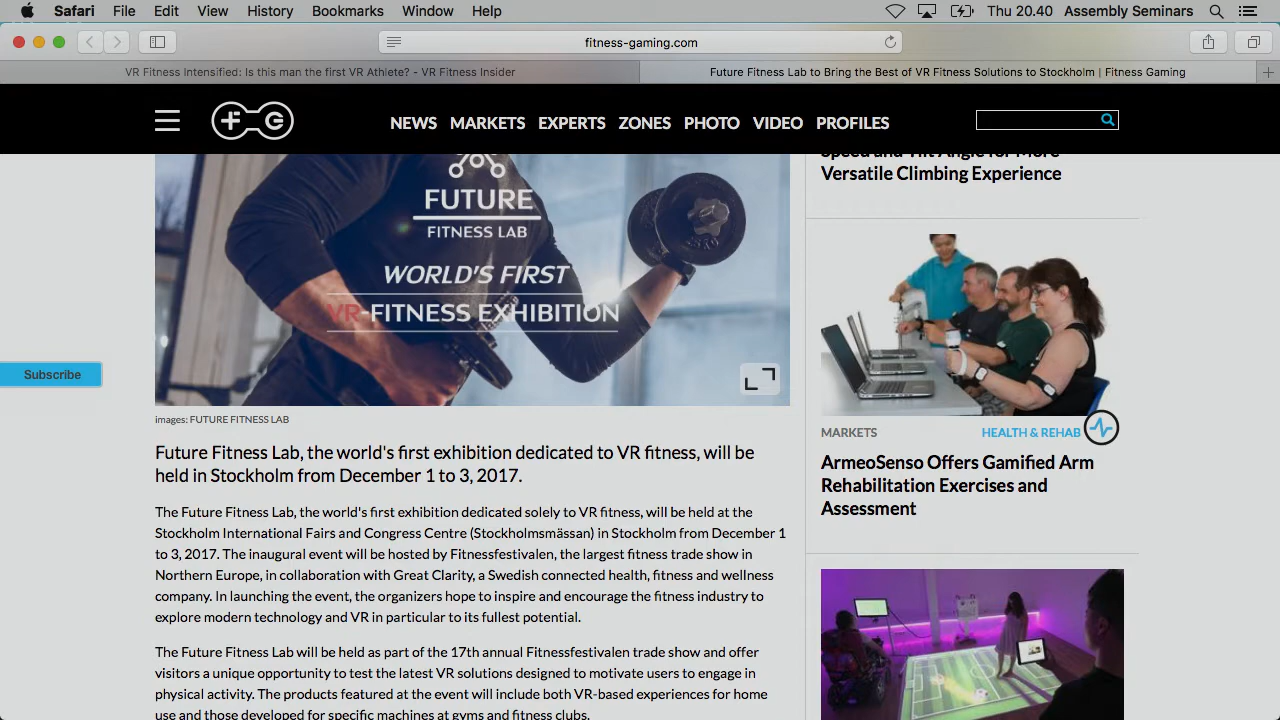 Safari File Edit View History Bookmarks Window Help Thu 20.40 Assembly Seminars
fitness-gaming.com
VR Fitness Intensified: Is this man the first VR Athlete? - VR Fitness Insider
Future Fitness Lab to Bring the Best of VR Fitness Solutions to Stockholm | Fitness Gaming
NEWS MARKETS EXPERTS ZONES PHOTO VIDEO PROFILES
FUTURE
FITNESS LAB
WORLD'S FIRST
VR-FITNESS EXHIBITION
Subscribe
images: FUTURE FITNESS LAB
Future Fitness Lab, the world's first exhibition dedicated to VR fitness, will be
held in Stockholm from December 1 to 3, 2017.
The Future Fitness Lab, the world's first exhibition dedicated solely to VR fitness, will be held at the
Stockholm International Fairs and Congress Centre (Stockholmsmässan) in Stockholm from December 1
to 3, 2017. The inaugural event will be hosted by Fitnessfestivalen, the largest fitness trade show in
Northern Europe, in collaboration with Great Clarity, a Swedish connected health, fitness and wellness
company. In launching the event, the organizers hope to inspire and encourage the fitness industry to
explore modern technology and VR in particular to its fullest potential.
The Future Fitness Lab will be held as part of the 17th annual Fitnessfestivalen trade show and offer
visitors a unique opportunity to test the latest VR solutions designed to motivate users to engage in
physical activity. The products featured at the event will include both VR-based experiences for home
use and those developed for specific machines at gyms and fitness clubs.
Speed and Tilt Angle for More
Versatile Climbing Experience
MARKETS HEALTH & REHAB
ArmeoSenso Offers Gamified Arm
Rehabilitation Exercises and
Assessment